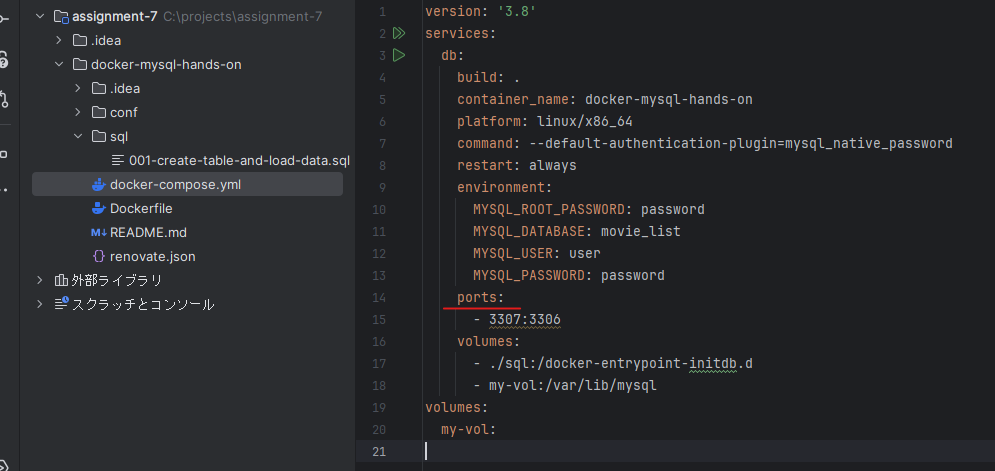 assignment-7 C:\projects\assignment-7
.idea
docker-mysql-hands-on
.idea
conf
sql
001-create-table-and-load-data.sql
docker-compose.yml
Dockerfile
M↓ README.md
{} renovate.json
外部ライブラリ
スクラッチとコンソール
1 version: '3.8'
2 services:
3 db:
4 build: .
5 container_name: docker-mysql-hands-on
6 platform: linux/x86_64
7 command: --default-authentication-plugin=mysql_native_password
8 restart: always
9 environment:
10 MYSQL_ROOT_PASSWORD: password
11 MYSQL_DATABASE: movie_list
12 MYSQL_USER: user
13 MYSQL_PASSWORD: password
14 ports:
15 - 3307:3306
16 volumes:
17 - ./sql:/docker-entrypoint-initdb.d
18 - my-vol:/var/lib/mysql
19 volumes:
20 my-vol:
21